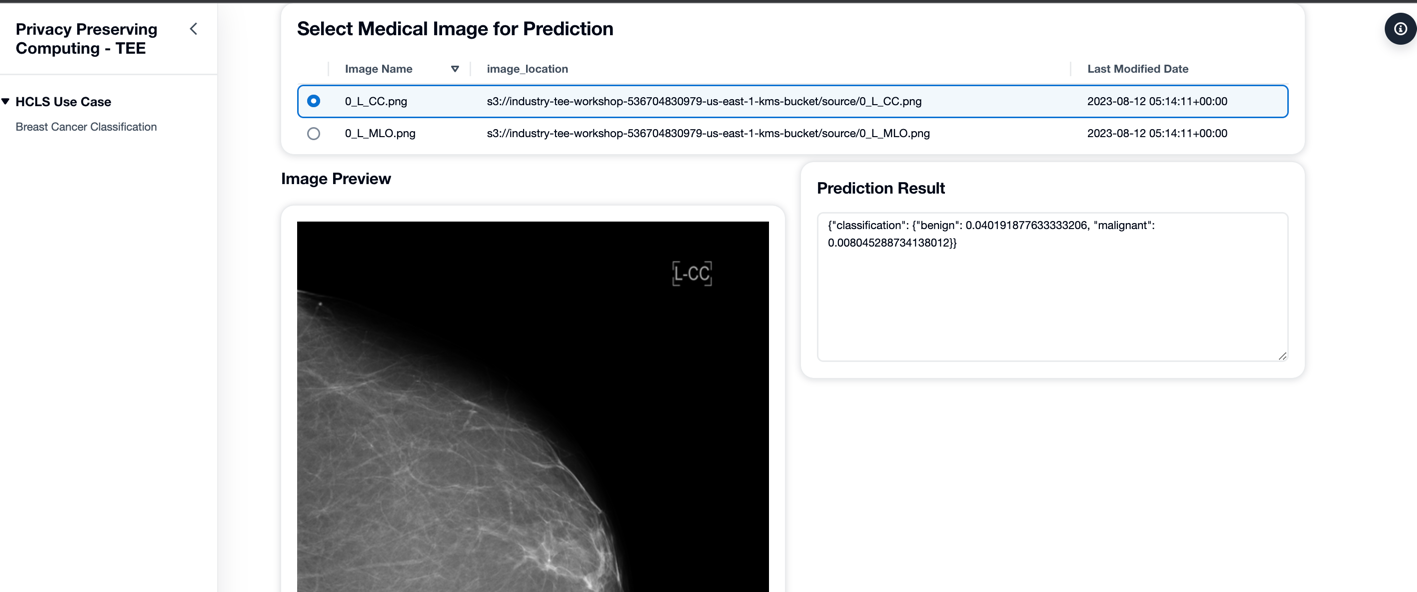 Privacy Preserving
Computing - TEE
HCLS Use Case
Breast Cancer Classification
Select Medical Image for Prediction
Image Name image_location Last Modified Date
0_L_CC.png s3://industry-tee-workshop-536704830979-us-east-1-kms-bucket/source/0_L_CC.png 2023-08-12 05:14:11+00:00
0_L_MLO.png s3://industry-tee-workshop-536704830979-us-east-1-kms-bucket/source/0_L_MLO.png 2023-08-12 05:14:11+00:00
Image Preview
L-CC
Prediction Result
{"classification": {"benign": 0.040191877633333206, "malignant":
0.008045288734138012}}